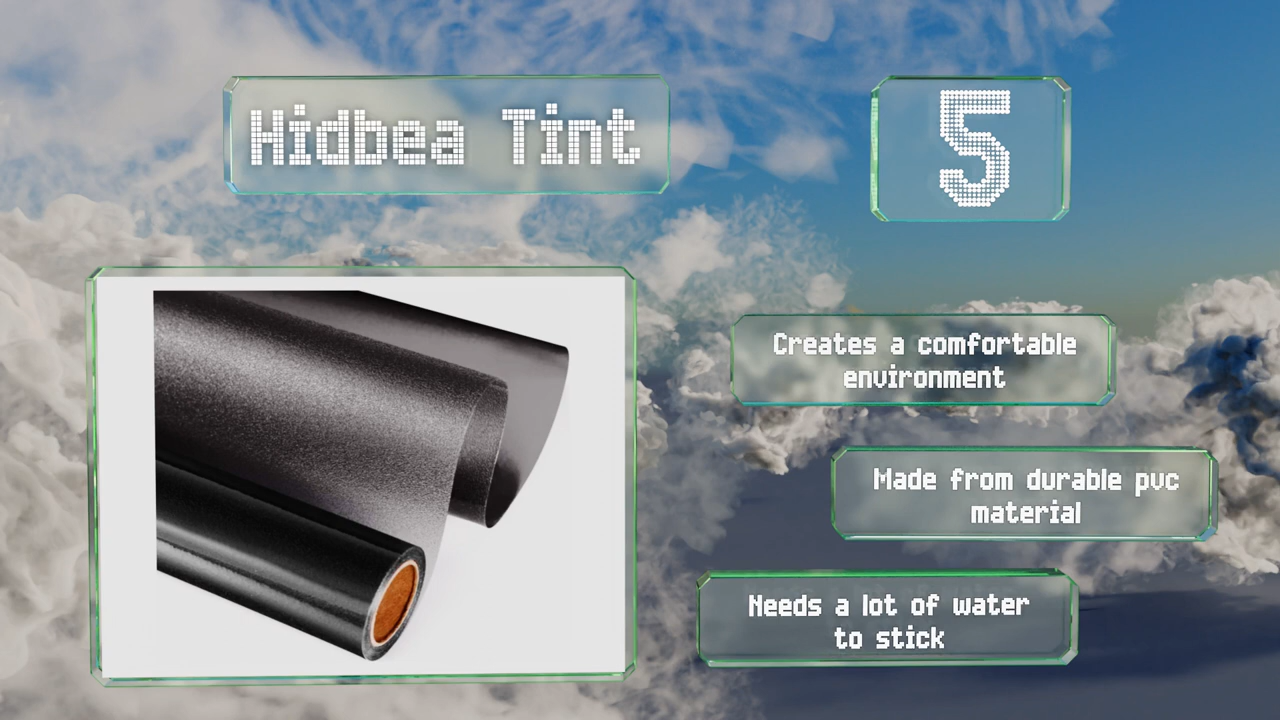 Hidbea Tint
5
Creates a comfortable
environment
Made from durable pvc
material
Needs a lot of water
to stick